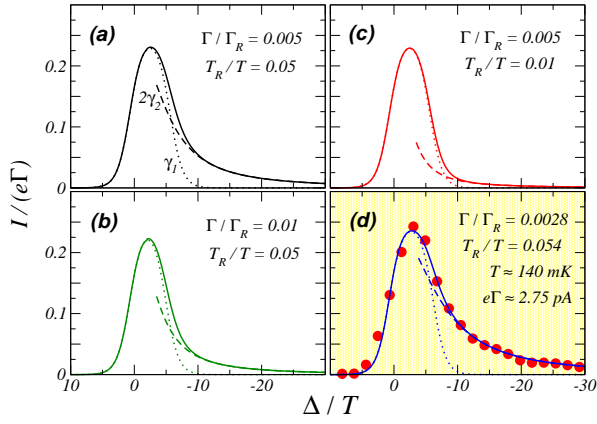 (a)
Γ / Γ_R = 0.005
T_R / T = 0.05
2γ_2
γ_1
0.2
0.1
0
(c)
Γ / Γ_R = 0.005
T_R / T = 0.01
(b)
Γ / Γ_R = 0.01
T_R / T = 0.05
0.2
0.1
0
10 0 -10 -20
(d)
Γ / Γ_R = 0.0028
T_R / T = 0.054
T ≈ 140 mK
eΓ ≈ 2.75 pA
0 -10 -20 -30
I / (eΓ)
Δ / T